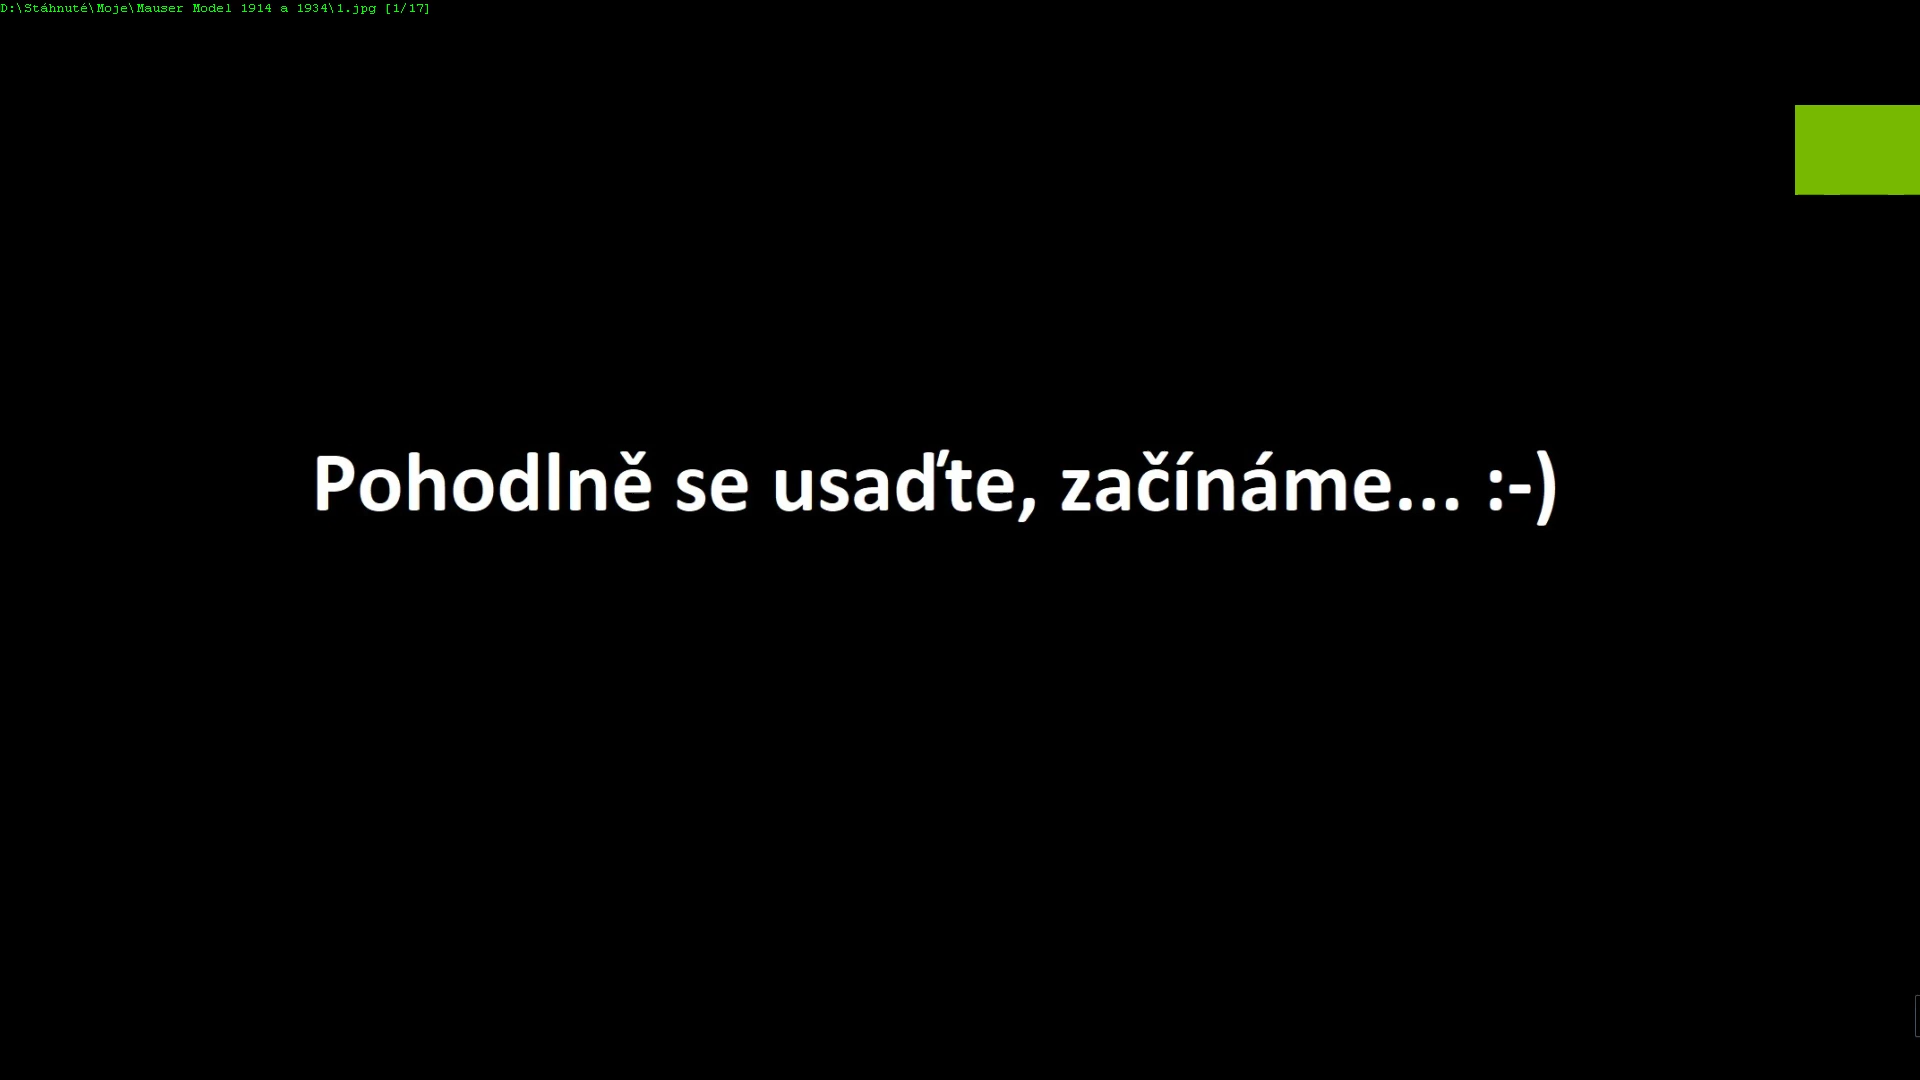 D:\Stáhnuté\Moje\Mauser Model 1914 a 1934\1.jpg [1/17]
Pohodlně se usaďte, začínáme... :-)